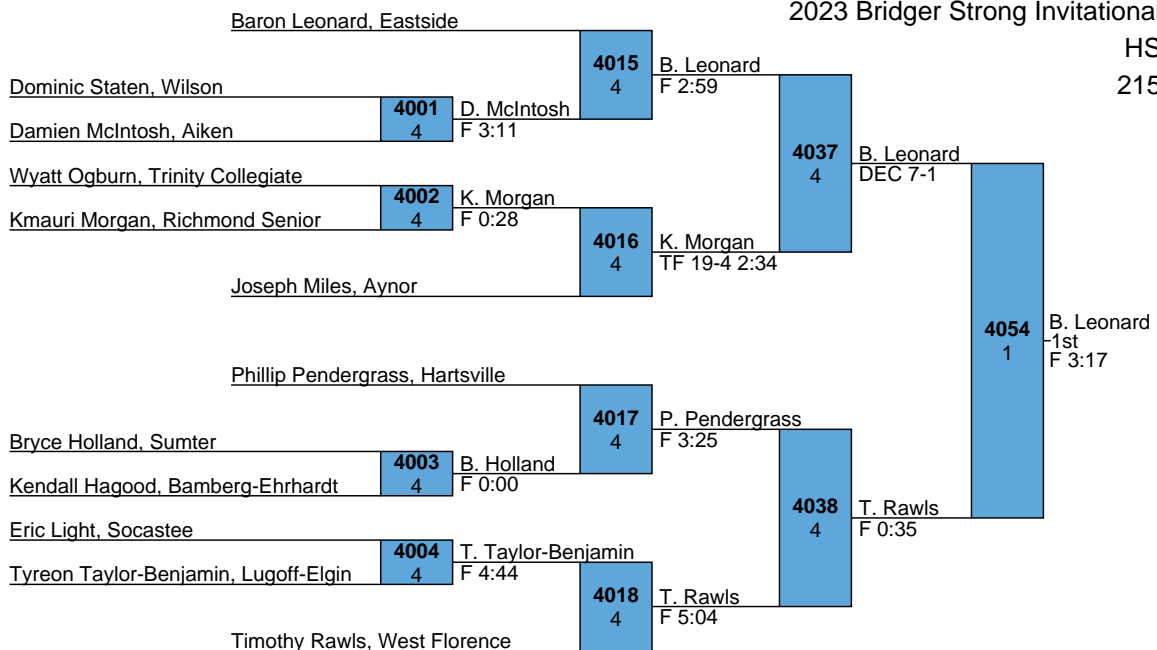 2023 Bridger Strong Invitational
HS
215
Baron Leonard, Eastside
4015
4
B. Leonard
F 2:59
Dominic Staten, Wilson
4001
4
D. McIntosh
F 3:11
Damien McIntosh, Aiken
4037
4
B. Leonard
DEC 7-1
Wyatt Ogburn, Trinity Collegiate
4002
4
K. Morgan
F 0:28
Kmauri Morgan, Richmond Senior
4016
4
K. Morgan
TF 19-4 2:34
Joseph Miles, Aynor
4054
1
B. Leonard
1st
F 3:17
Phillip Pendergrass, Hartsville
4017
4
P. Pendergrass
F 3:25
Bryce Holland, Sumter
4003
4
B. Holland
F 0:00
Kendall Hagood, Bamberg-Ehrhardt
4038
4
T. Rawls
F 0:35
Eric Light, Socastee
4004
4
T. Taylor-Benjamin
F 4:44
Tyreon Taylor-Benjamin, Lugoff-Elgin
4018
4
T. Rawls
F 5:04
Timothy Rawls, West Florence